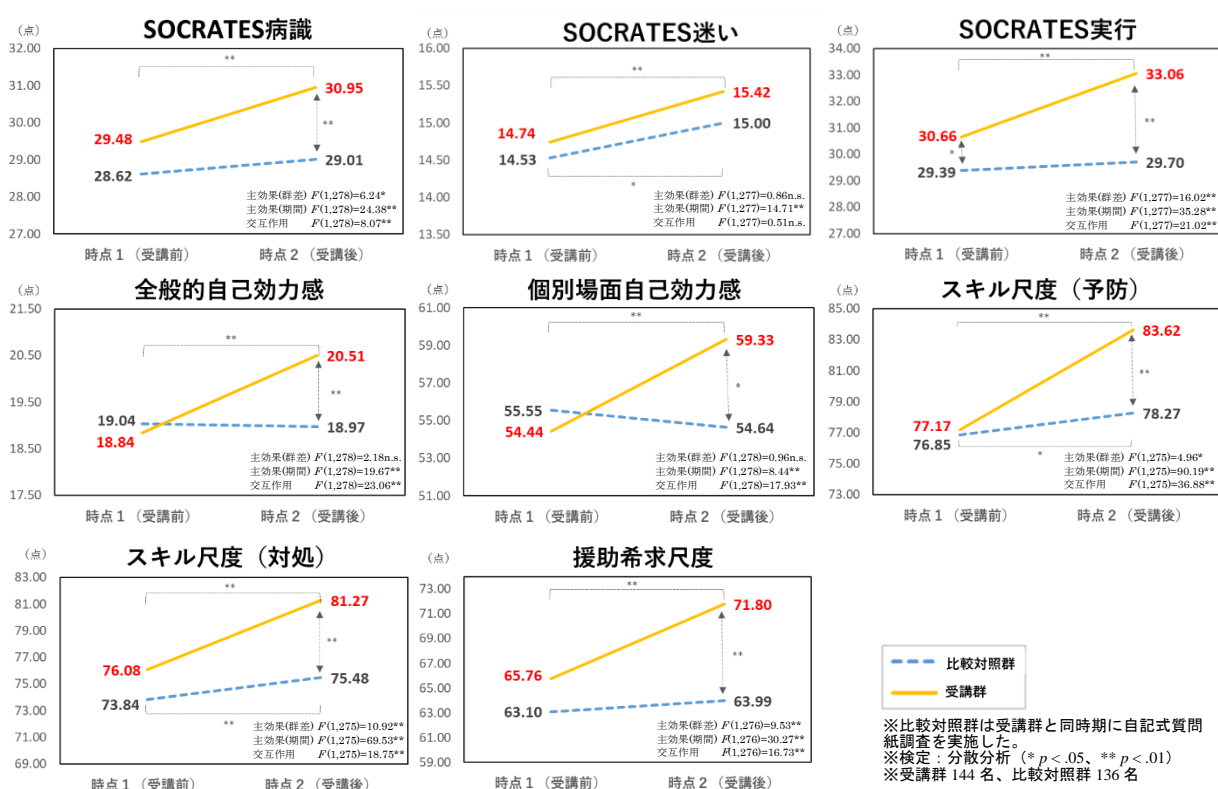 SOCRATES病識
（点）
32.00
31.00
30.00
29.00
28.00
27.00
**
29.48
30.95
28.62
29.01
**
主効果(群差) F(1,278)=6.24*
主効果(期間) F(1,278)=24.38**
交互作用 F(1,278)=8.07**
時点１（受講前） 時点２（受講後）
SOCRATES迷い
（点）
16.00
15.50
15.00
14.50
14.00
13.50
**
14.74
15.42
14.53
15.00
*
主効果(群差) F(1,277)=0.86n.s.
主効果(期間) F(1,277)=14.71**
交互作用 F(1,277)=0.51n.s.
時点１（受講前） 時点２（受講後）
SOCRATES実行
（点）
34.00
33.00
32.00
31.00
30.00
29.00
28.00
27.00
**
30.66
33.06
*
**
29.39
29.70
主効果(群差) F(1,277)=16.02**
主効果(期間) F(1,277)=35.28**
交互作用 F(1,277)=21.02**
時点１（受講前） 時点２（受講後）
全般的自己効力感
（点）
21.50
20.50
19.50
18.50
17.50
**
20.51
19.04
**
18.84
18.97
主効果(群差) F(1,278)=2.18n.s.
主効果(期間) F(1,278)=19.67**
交互作用 F(1,278)=23.06**
時点１（受講前） 時点２（受講後）
個別場面自己効力感
（点）
61.00
59.00
57.00
55.00
53.00
51.00
**
59.33
55.55
*
54.44
54.64
主効果(群差) F(1,278)=0.96n.s.
主効果(期間) F(1,278)=8.44**
交互作用 F(1,278)=17.93**
時点１（受講前） 時点２（受講後）
スキル尺度（予防）
（点）
85.00
83.00
81.00
79.00
77.00
75.00
73.00
**
83.62
**
77.17
76.85
78.27
*
主効果(群差) F(1,275)=4.96*
主効果(期間) F(1,275)=90.19**
交互作用 F(1,275)=36.88**
時点１（受講前） 時点２（受講後）
スキル尺度（対処）
（点）
83.00
81.00
79.00
77.00
75.00
73.00
71.00
69.00
**
81.27
76.08
**
73.84
75.48
**
主効果(群差) F(1,275)=10.92**
主効果(期間) F(1,275)=69.53**
交互作用 F(1,275)=18.75**
時点１（受講前） 時点２（受講後）
援助希求尺度
（点）
73.00
71.00
69.00
67.00
65.00
63.00
61.00
59.00
**
71.80
65.76
**
63.10
63.99
主効果(群差) F(1,276)=9.53**
主効果(期間) F(1,276)=30.27**
交互作用 F(1,276)=16.73**
時点１（受講前） 時点２（受講後）
比較対照群
受講群
※比較対照群は受講群と同時期に自記式質問
紙調査を実施した。
※検定：分散分析（* p < .05、** p < .01）
※受講群 144 名、比較対照群 136 名